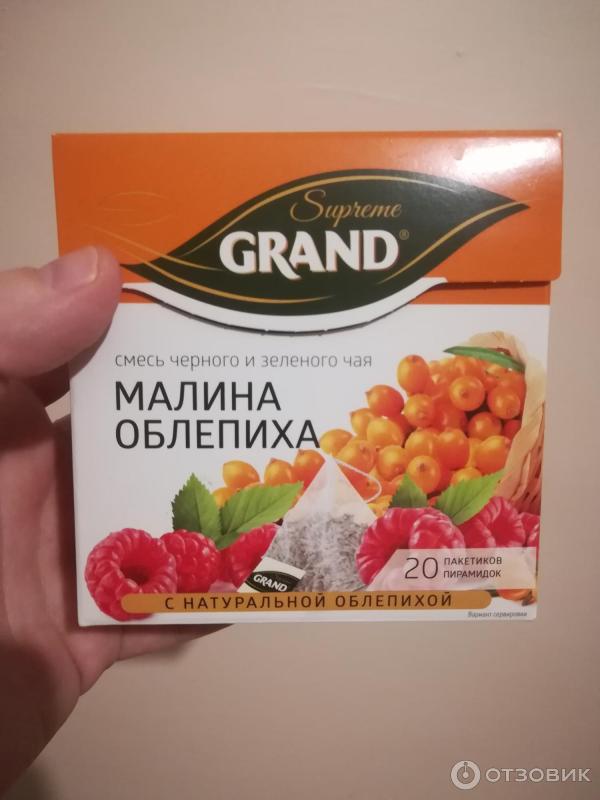 Supreme
GRAND®
смесь черного и зеленого чая
МАЛИНА
ОБЛЕПИХА
GRAND
20 ПАКЕТИКОВ
ПИРАМИДОК
С НАТУРАЛЬНОЙ ОБЛЕПИХОЙ
Вариант сервировки
ОТЗОВИК